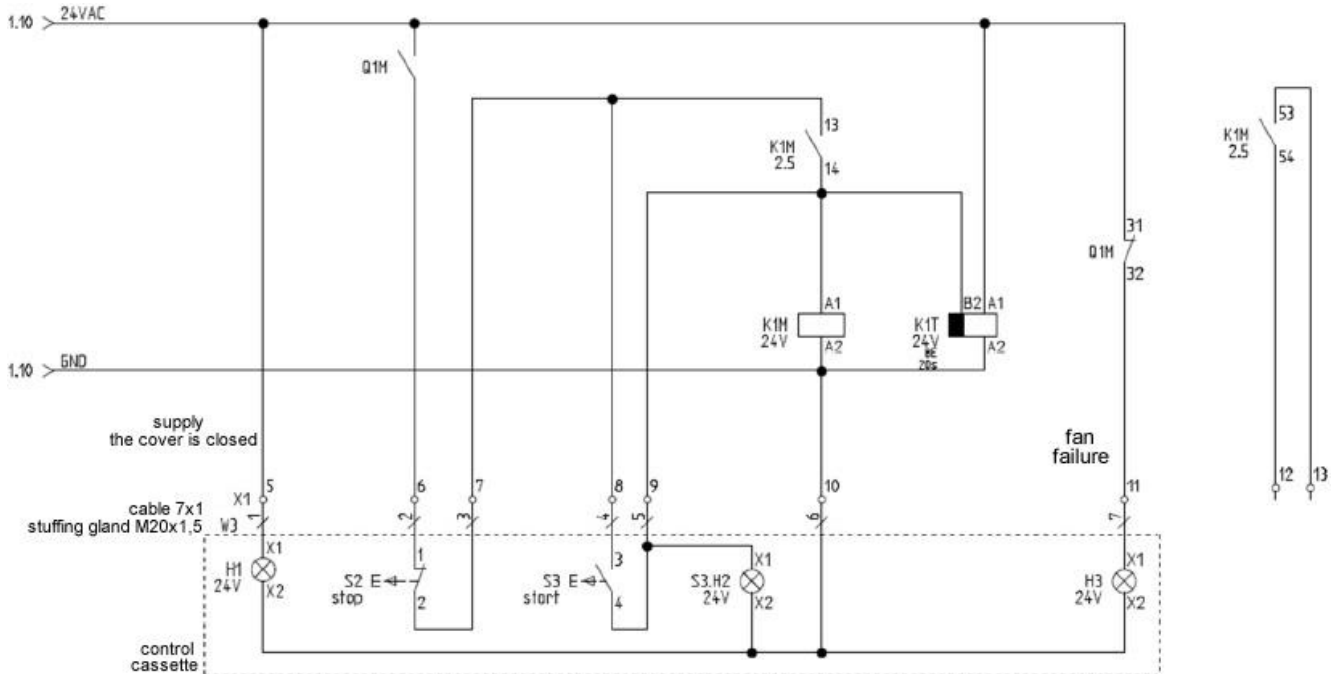 1.10 24VAC
Q1M
13
K1M
2.5
14
53
K1M
2.5
54
31
Q1M
32
A1
K1M
24V
A2
B2 A1
K1T
24V
A2
BE
20s
1.10 GND
supply
the cover is closed
fan
failure
5
6
7
8
9
10
11
12
13
X1
cable 7x1
stuffing gland M20x1,5
W3
1
2
3
4
5
6
7
X1
H1
24V
X2
1
S2 E
stop
2
3
S3 E
start
4
X1
S3.H2
24V
X2
X1
H3
24V
X2
control
cassette